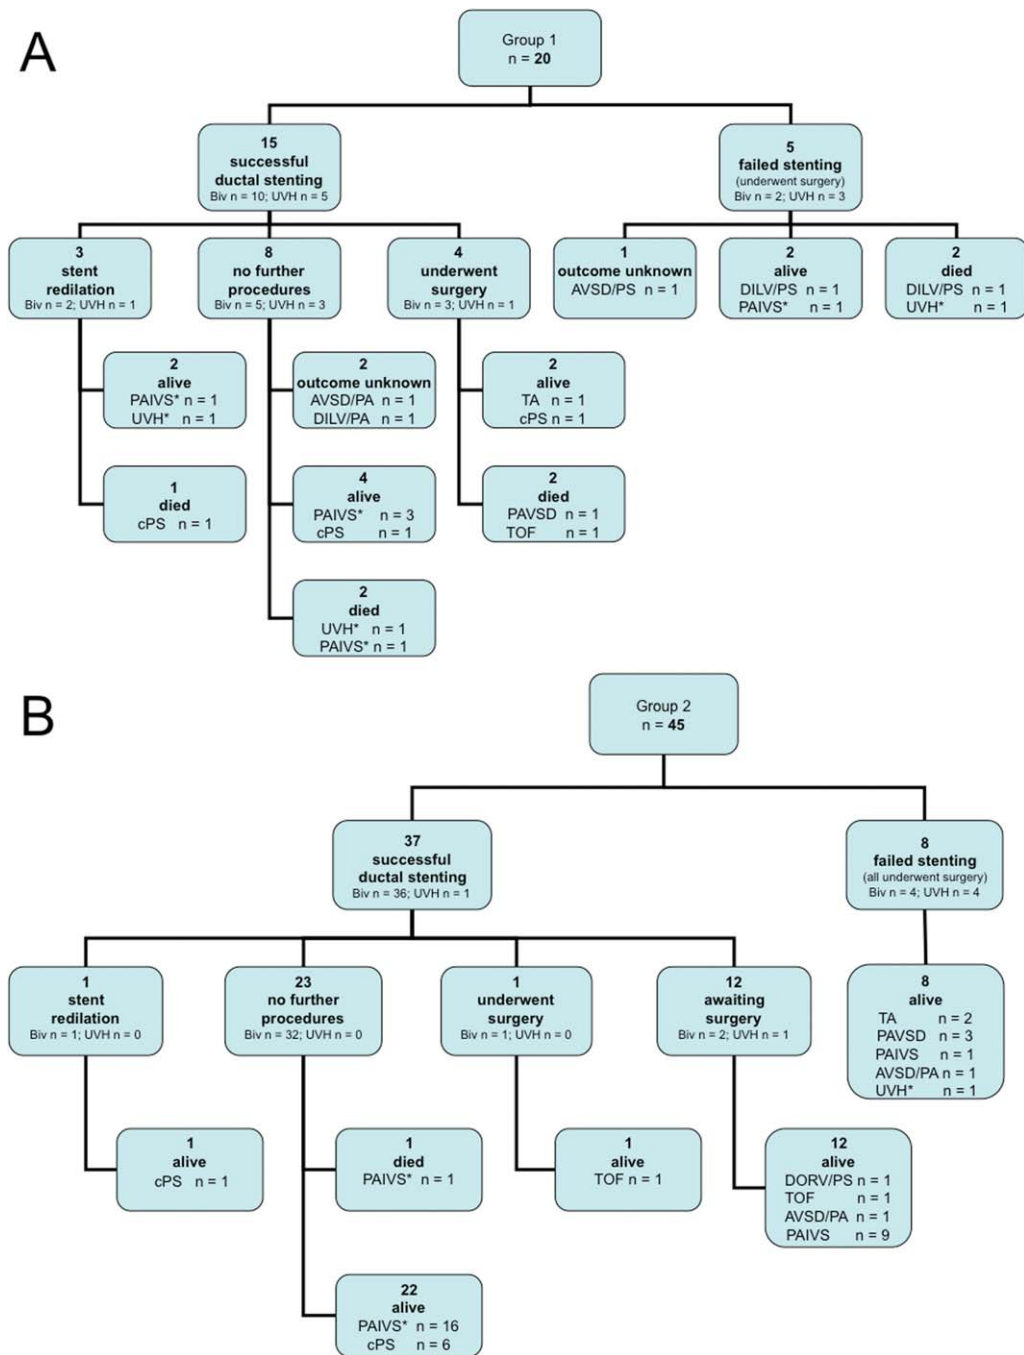 A
Group 1
n = 20
15
successful
ductal stenting
Biv n = 10; UVH n = 5
5
failed stenting
(underwent surgery)
Biv n = 2; UVH n = 3
3
stent
redilation
Biv n = 2; UVH n = 1
8
no further
procedures
Biv n = 5; UVH n = 3
4
underwent
surgery
Biv n = 3; UVH n = 1
1
outcome unknown
AVSD/PS n = 1
2
alive
DILV/PS n = 1
PAIVS* n = 1
2
died
DILV/PS n = 1
UVH* n = 1
2
alive
PAIVS* n = 1
UVH* n = 1
2
outcome unknown
AVSD/PA n = 1
DILV/PA n = 1
2
alive
TA n = 1
cPS n = 1
1
died
cPS n = 1
4
alive
PAIVS* n = 3
cPS n = 1
2
died
PAVSD n = 1
TOF n = 1
2
died
UVH* n = 1
PAIVS* n = 1
B
Group 2
n = 45
37
successful
ductal stenting
Biv n = 36; UVH n = 1
8
failed stenting
(all underwent surgery)
Biv n = 4; UVH n = 4
1
stent
redilation
Biv n = 1; UVH n = 0
23
no further
procedures
Biv n = 32; UVH n = 0
1
underwent
surgery
Biv n = 1; UVH n = 0
12
awaiting
surgery
Biv n = 2; UVH n = 1
8
alive
TA n = 2
PAVSD n = 3
PAIVS n = 1
AVSD/PA n = 1
UVH* n = 1
1
alive
cPS n = 1
1
died
PAIVS* n = 1
1
alive
TOF n = 1
12
alive
DORV/PS n = 1
TOF n = 1
AVSD/PA n = 1
PAIVS n = 9
22
alive
PAIVS* n = 16
cPS n = 6